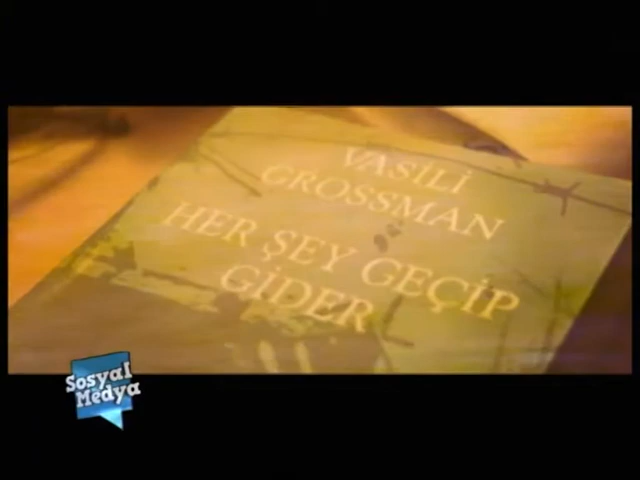 VASİLİ
GROSSMAN
HER ŞEY GEÇİP
GİDER
Sosyal
Medya